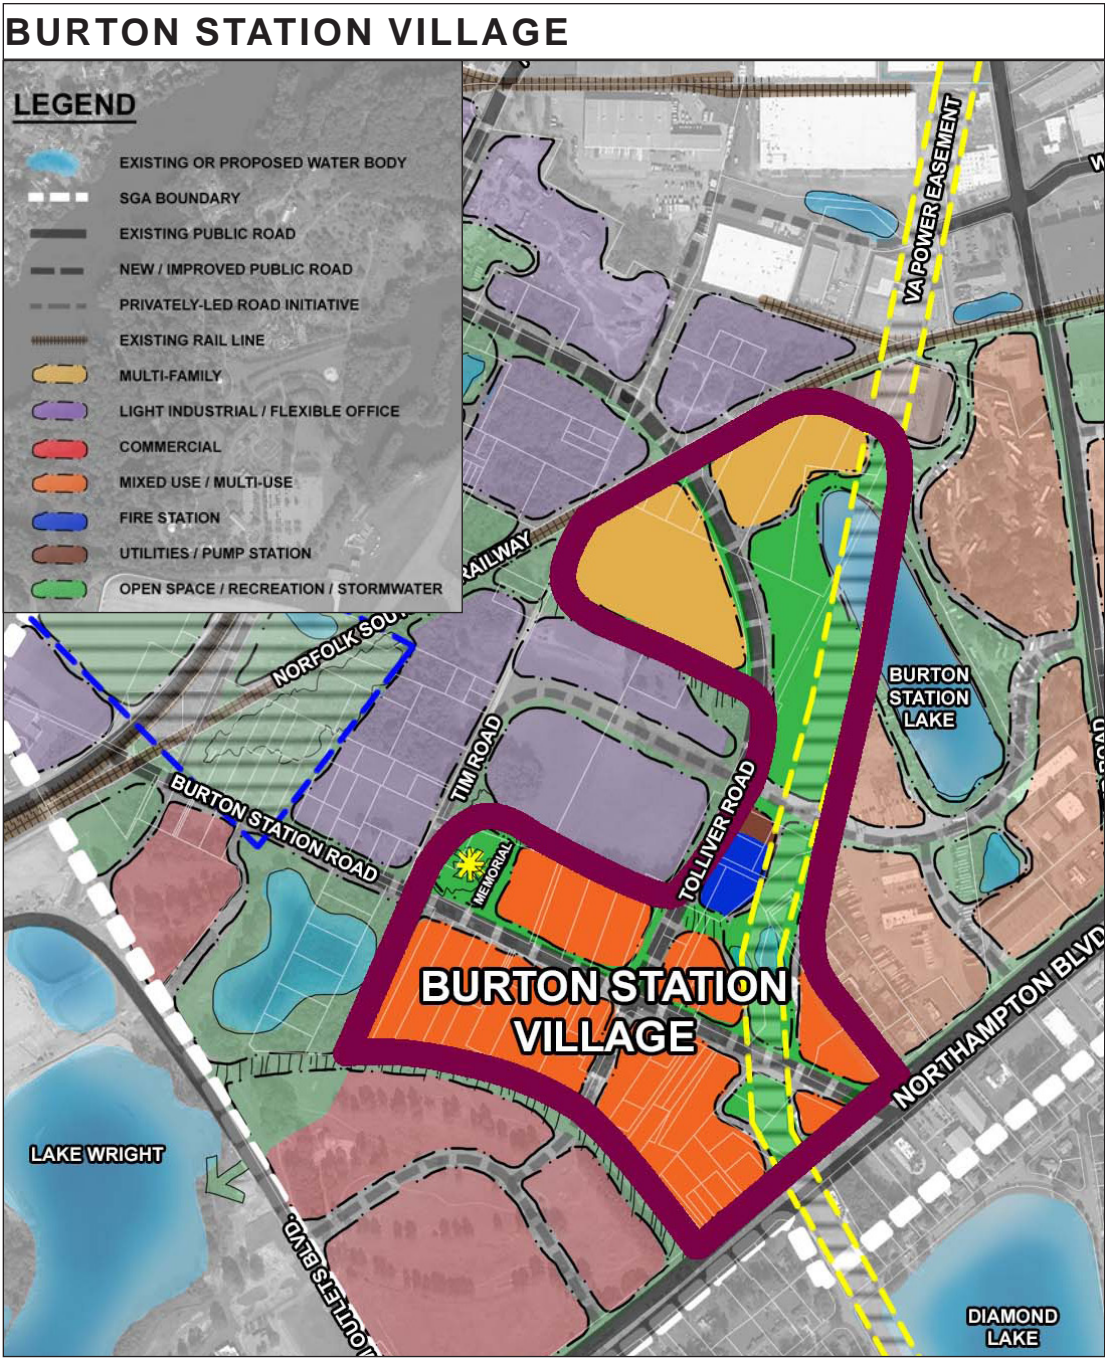 BURTON STATION VILLAGE
LEGEND
EXISTING OR PROPOSED WATER BODY
SGA BOUNDARY
EXISTING PUBLIC ROAD
NEW / IMPROVED PUBLIC ROAD
PRIVATELY-LED ROAD INITIATIVE
EXISTING RAIL LINE
MULTI-FAMILY
LIGHT INDUSTRIAL / FLEXIBLE OFFICE
COMMERCIAL
MIXED USE / MULTI-USE
FIRE STATION
UTILITIES / PUMP STATION
OPEN SPACE / RECREATION / STORMWATER
VA POWER EASEMENT
W
RAILWAY
NORFOLK SOU
BURTON
STATION
LAKE
ROAD
TIM ROAD
BURTON STATION ROAD
TOLLIVER ROAD
MEMORIAL
BURTON STATION
VILLAGE
NORTHAMPTON BLVD
LAKE WRIGHT
OUTLETS BLVD.
DIAMOND
LAKE